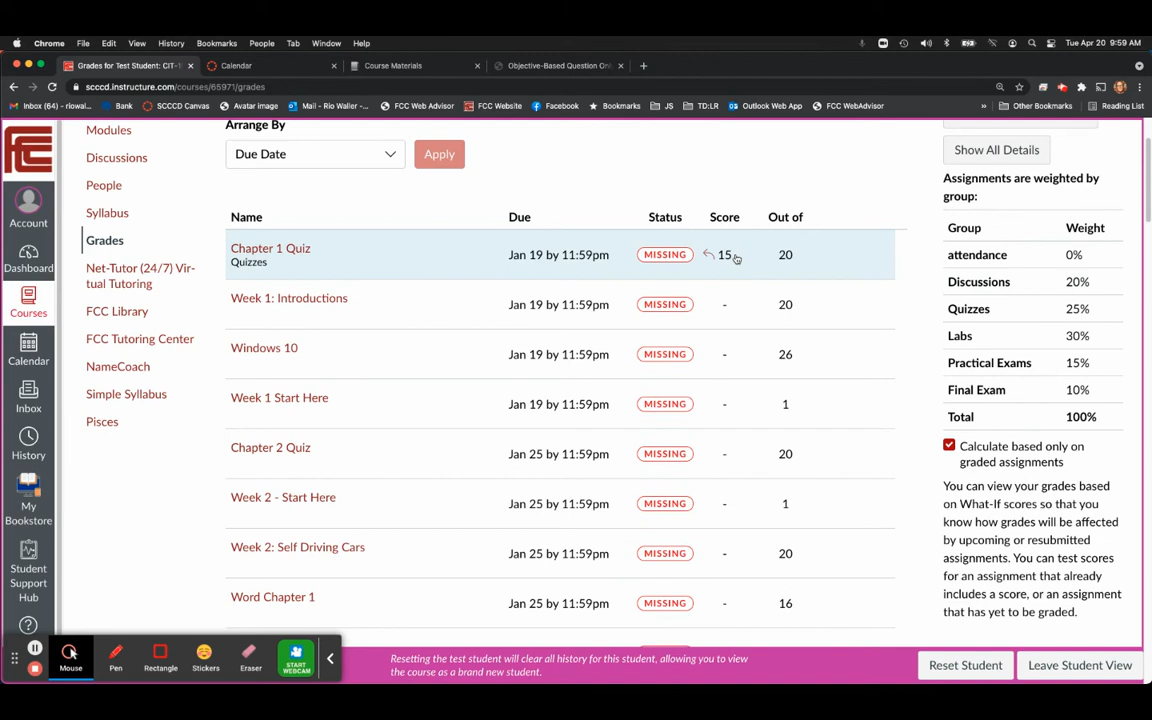 Chrome File Edit View History Bookmarks People Tab Window Help
Tue Apr 20 9:59 AM
Grades for Test Student: CIT-1
Calendar
Course Materials
Objective-Based Question Onl
scccd.instructure.com/courses/65971/grades
Inbox (60) - riowal...
Bank
SCCCD Canvas
Avatar image
Mail - Rio Waller -...
FCC Web Advisor
FCC Website
Facebook
Bookmarks
JS
TD:LR
Outlook Web App
FCC WebAdvisor
»
Other Bookmarks
Reading List
FCC
Account
Dashboard
Courses
Calendar
Inbox
History
My
Bookstore
Student
Support
Hub
Modules
Discussions
People
Syllabus
Grades
Net-Tutor (24/7) Vir-
tual Tutoring
FCC Library
FCC Tutoring Center
NameCoach
Simple Syllabus
Pisces
Arrange By
Due Date
Apply
Name Due Status Score Out of
Chapter 1 Quiz Jan 19 by 11:59pm MISSING 15 20
Quizzes
Week 1: Introductions Jan 19 by 11:59pm MISSING - 20
Windows 10 Jan 19 by 11:59pm MISSING - 26
Week 1 Start Here Jan 19 by 11:59pm MISSING - 1
Chapter 2 Quiz Jan 25 by 11:59pm MISSING - 20
Week 2 - Start Here Jan 25 by 11:59pm MISSING - 1
Week 2: Self Driving Cars Jan 25 by 11:59pm MISSING - 20
Word Chapter 1 Jan 25 by 11:59pm MISSING - 16
Show All Details
Assignments are weighted by
group:
Group Weight
attendance 0%
Discussions 20%
Quizzes 25%
Labs 30%
Practical Exams 15%
Final Exam 10%
Total 100%
Calculate based only on
graded assignments
You can view your grades based
on What-If scores so that you
know how grades will be affected
by upcoming or resubmitted
assignments. You can test scores
for an assignment that already
includes a score, or an assignment
that has yet to be graded.
Mouse
Pen
Rectangle
Stickers
Eraser
START
WEBCAM
Resetting the test student will clear all history for this student, allowing you to view
the course as a brand new student.
Reset Student
Leave Student View